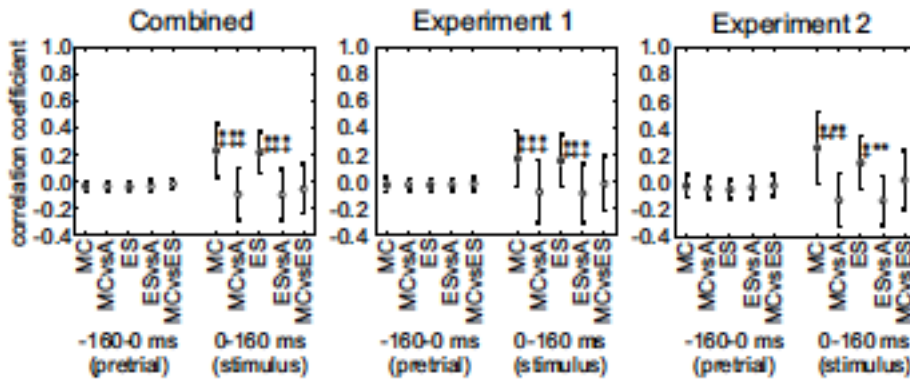 Combined
Experiment 1
Experiment 2
correlation coefficient
1.0
0.8
0.6
0.4
0.2
0.0
-0.2
-0.4
MC
MCvsA
ES
ESvsA
MCvsES
MC
MCvsA
ES
ESvsA
MCvsES
-160-0 ms
(pretrial)
0-160 ms
(stimulus)
1.0
0.8
0.6
0.4
0.2
0.0
-0.2
-0.4
MC
MCvsA
ES
ESvsA
MCvsES
MC
MCvsA
ES
ESvsA
MCvsES
-160-0 ms
(pretrial)
0-160 ms
(stimulus)
1.0
0.8
0.6
0.4
0.2
0.0
-0.2
-0.4
MC
MCvsA
ES
ESvsA
MCvsES
MC
MCvsA
ES
ESvsA
MCvsES
-160-0 ms
(pretrial)
0-160 ms
(stimulus)